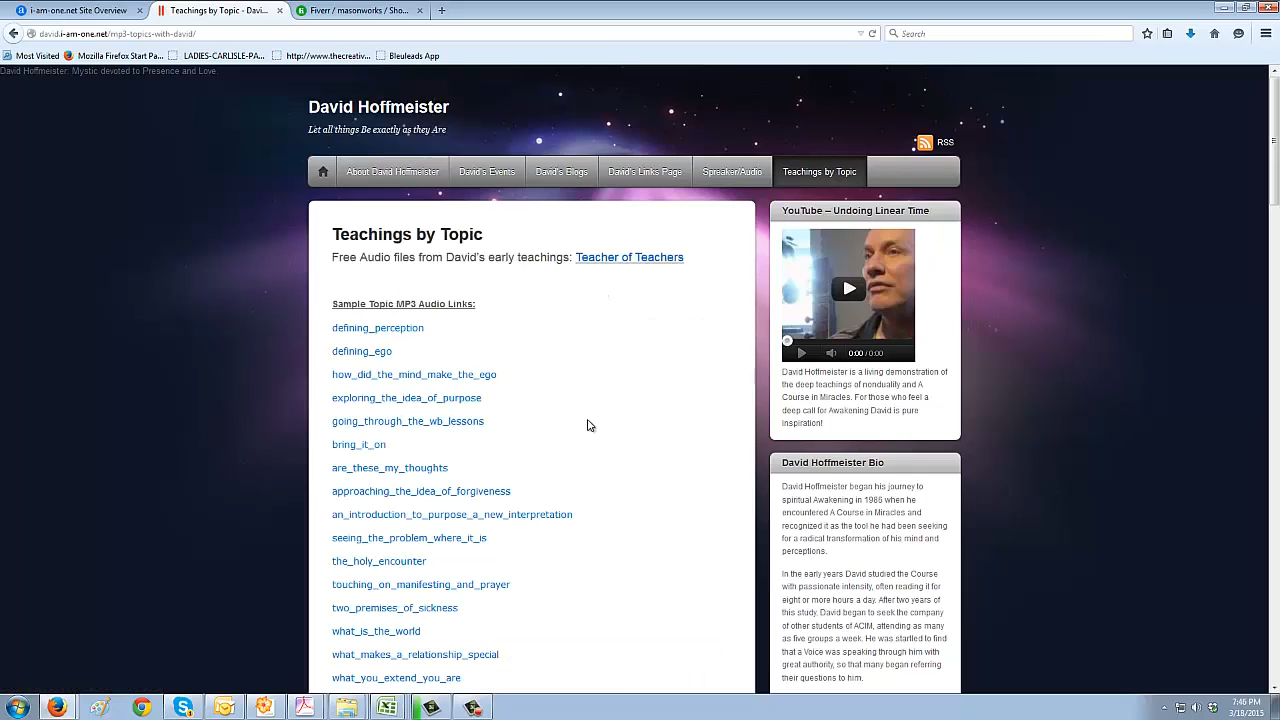 i-am-one.net Site Overview
Teachings by Topic - Davi...
Fiverr / masonworks / Sho...
david.i-am-one.net/mp3-topics-with-david/
Search
Most Visited
Mozilla Firefox Start Pa...
LADIES-CARLISLE-PA...
http://www.thecreativ...
Bleuleads App
David Hoffmeister: Mystic devoted to Presence and Love.
David Hoffmeister
Let all things Be exactly as they Are
RSS
About David Hoffmeister
David's Events
David's Blogs
David's Links Page
Spreaker/Audio
Teachings by Topic
Teachings by Topic
Free Audio files from David's early teachings: Teacher of Teachers
Sample Topic MP3 Audio Links:
defining_perception
defining_ego
how_did_the_mind_make_the_ego
exploring_the_idea_of_purpose
going_through_the_wb_lessons
bring_it_on
are_these_my_thoughts
approaching_the_idea_of_forgiveness
an_introduction_to_purpose_a_new_interpretation
seeing_the_problem_where_it_is
the_holy_encounter
touching_on_manifesting_and_prayer
two_premises_of_sickness
what_is_the_world
what_makes_a_relationship_special
what_you_extend_you_are
YouTube – Undoing Linear Time
0:00 / 0:00
David Hoffmeister is a living demonstration of
the deep teachings of nonduality and A
Course in Miracles. For those who feel a
deep call for Awakening David is pure
inspiration!
David Hoffmeister Bio
David Hoffmeister began his journey to
spiritual Awakening in 1986 when he
encountered A Course in Miracles and
recognized it as the tool he had been seeking
for a radical transformation of his mind and
perceptions.
In the early years David studied the Course
with passionate intensity, often reading it for
eight or more hours a day. After two years of
this study, David began to seek the company
of other students of ACIM, attending as many
as five groups a week. He was startled to find
that a Voice was speaking through him with
great authority, so that many began referring
their questions to him.
7:46 PM
3/18/2015